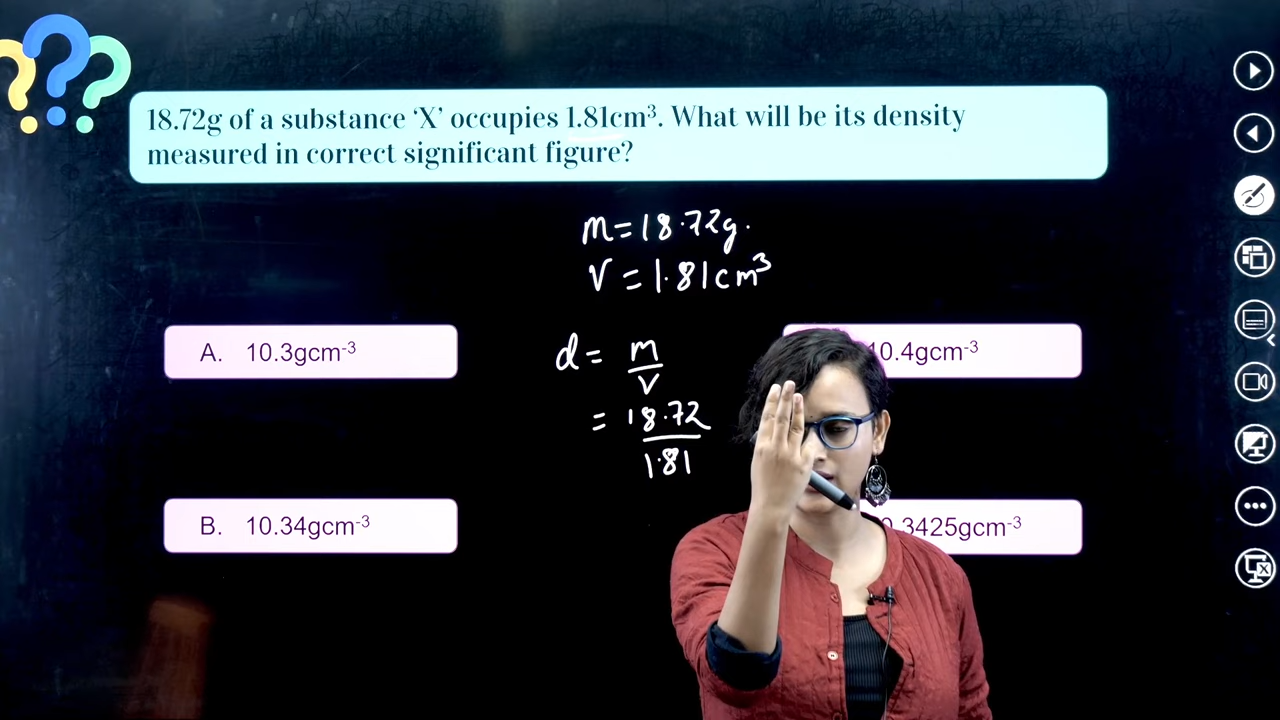 18.72g of a substance ‘X’ occupies 1.81cm³. What will be its density
measured in correct significant figure?
m=18.72g.
V=1.81cm³
A. 10.3gcm⁻³
d= m/V
10.4gcm⁻³
= 18.72/1.81
B. 10.34gcm⁻³
.3425gcm⁻³